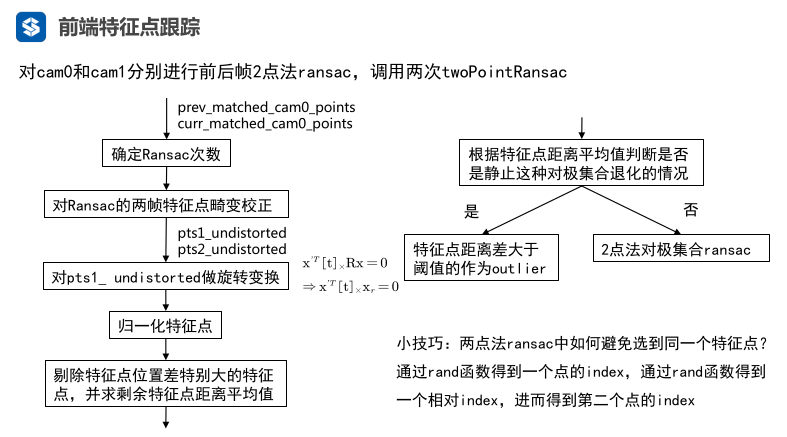 前端特征点跟踪
对cam0和cam1分别进行前后帧2点法ransac，调用两次twoPointRansac
prev_matched_cam0_points
curr_matched_cam0_points
确定Ransac次数
对Ransac的两帧特征点畸变校正
pts1_undistorted
pts2_undistorted
对pts1_ undistorted做旋转变换
x'ᵀ[t]ₓRx=0
⇒x'ᵀ[t]ₓxᵣ=0
归一化特征点
剔除特征点位置差特别大的特征
点，并求剩余特征点距离平均值
根据特征点距离平均值判断是否
是静止这种对极集合退化的情况
是
否
特征点距离差大于
阈值的作为outlier
2点法对极集合ransac
小技巧：两点法ransac中如何避免选到同一个特征点？
通过rand函数得到一个点的index，通过rand函数得到
一个相对index，进而得到第二个点的index